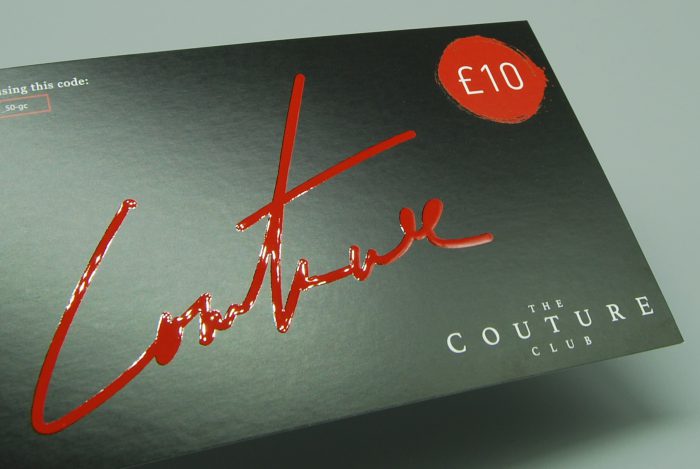 using this code:
50-gc
£10
Couture
THE
COUTURE
CLUB